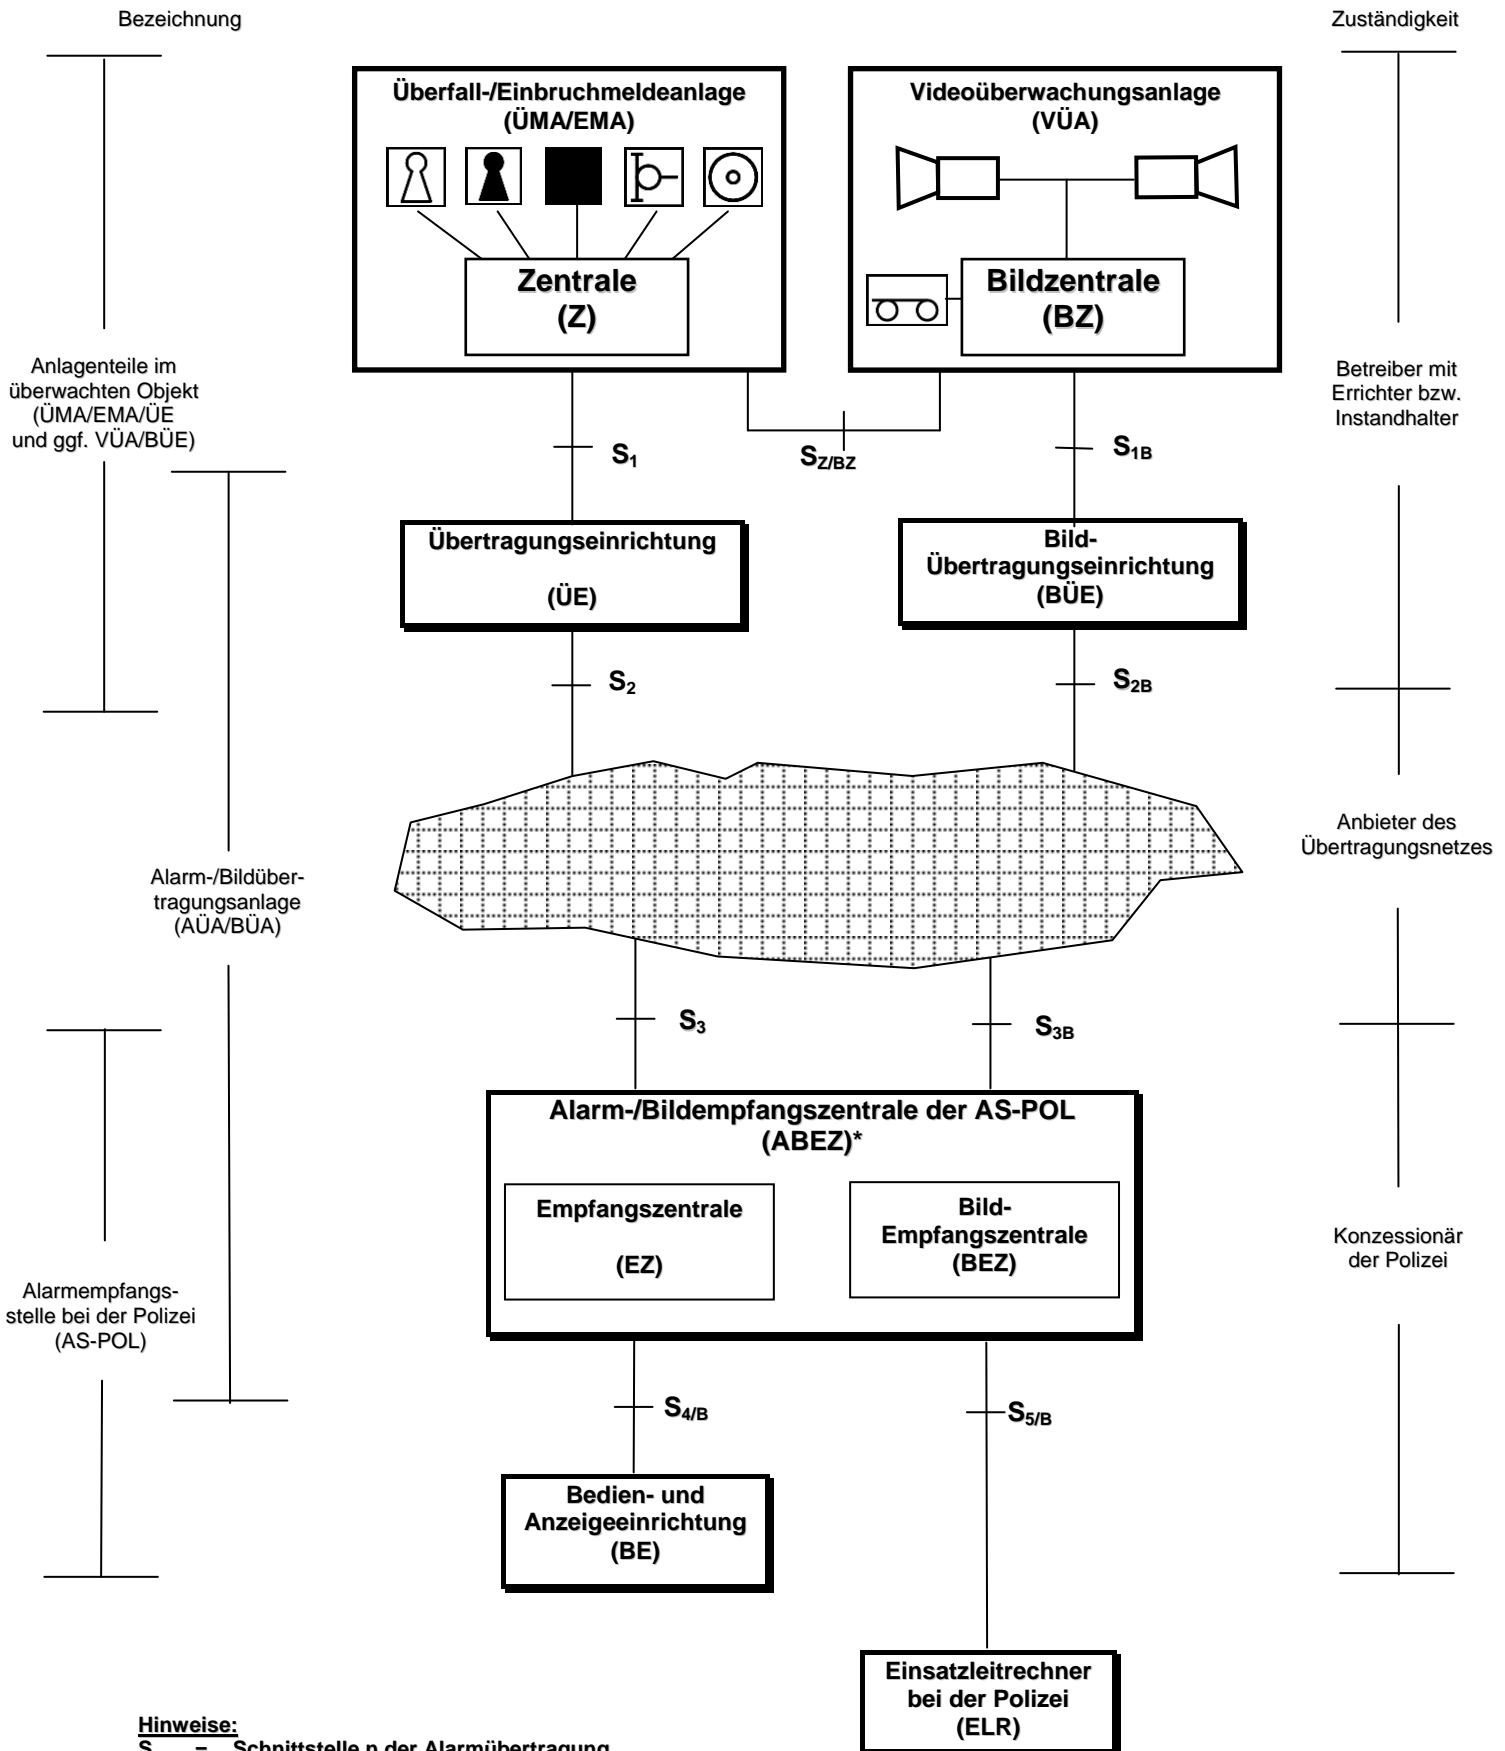 Bezeichnung
Zuständigkeit
Überfall-/Einbruchmeldeanlage
(ÜMA/EMA)
Videoüberwachungsanlage
(VÜA)
Zentrale
(Z)
Bildzentrale
(BZ)
Anlagenteile im
überwachten Objekt
(ÜMA/EMA/ÜE
und ggf. VÜA/BÜE)
Betreiber mit
Errichter bzw.
Instandhalter
S1
SZ/BZ
S1B
Übertragungseinrichtung
(ÜE)
Bild-
Übertragungseinrichtung
(BÜE)
S2
S2B
Alarm-/Bildüber-
tragungsanlage
(AÜA/BÜA)
Anbieter des
Übertragungsnetzes
S3
S3B
Alarm-/Bildempfangszentrale der AS-POL
(ABEZ)*
Empfangszentrale
(EZ)
Bild-
Empfangszentrale
(BEZ)
Alarmempfangs-
stelle bei der Polizei
(AS-POL)
Konzessionär
der Polizei
S4/B
S5/B
Bedien- und
Anzeigeeinrichtung
(BE)
Einsatzleitrechner
bei der Polizei
(ELR)
Hinweise:
S = Schnittstelle n der Alarmübertragung